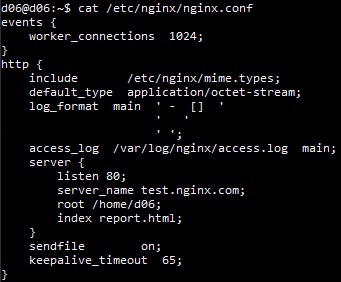 d06@d06:~$ cat /etc/nginx/nginx.conf
events {
    worker_connections  1024;
}
http {
    include       /etc/nginx/mime.types;
    default_type  application/octet-stream;
    log_format  main  ' -  []  '
                      '   '
                      ' ';
    access_log  /var/log/nginx/access.log  main;
    server {
        listen 80;
        server_name test.nginx.com;
        root /home/d06;
        index report.html;
    }
    sendfile        on;
    keepalive_timeout  65;
}